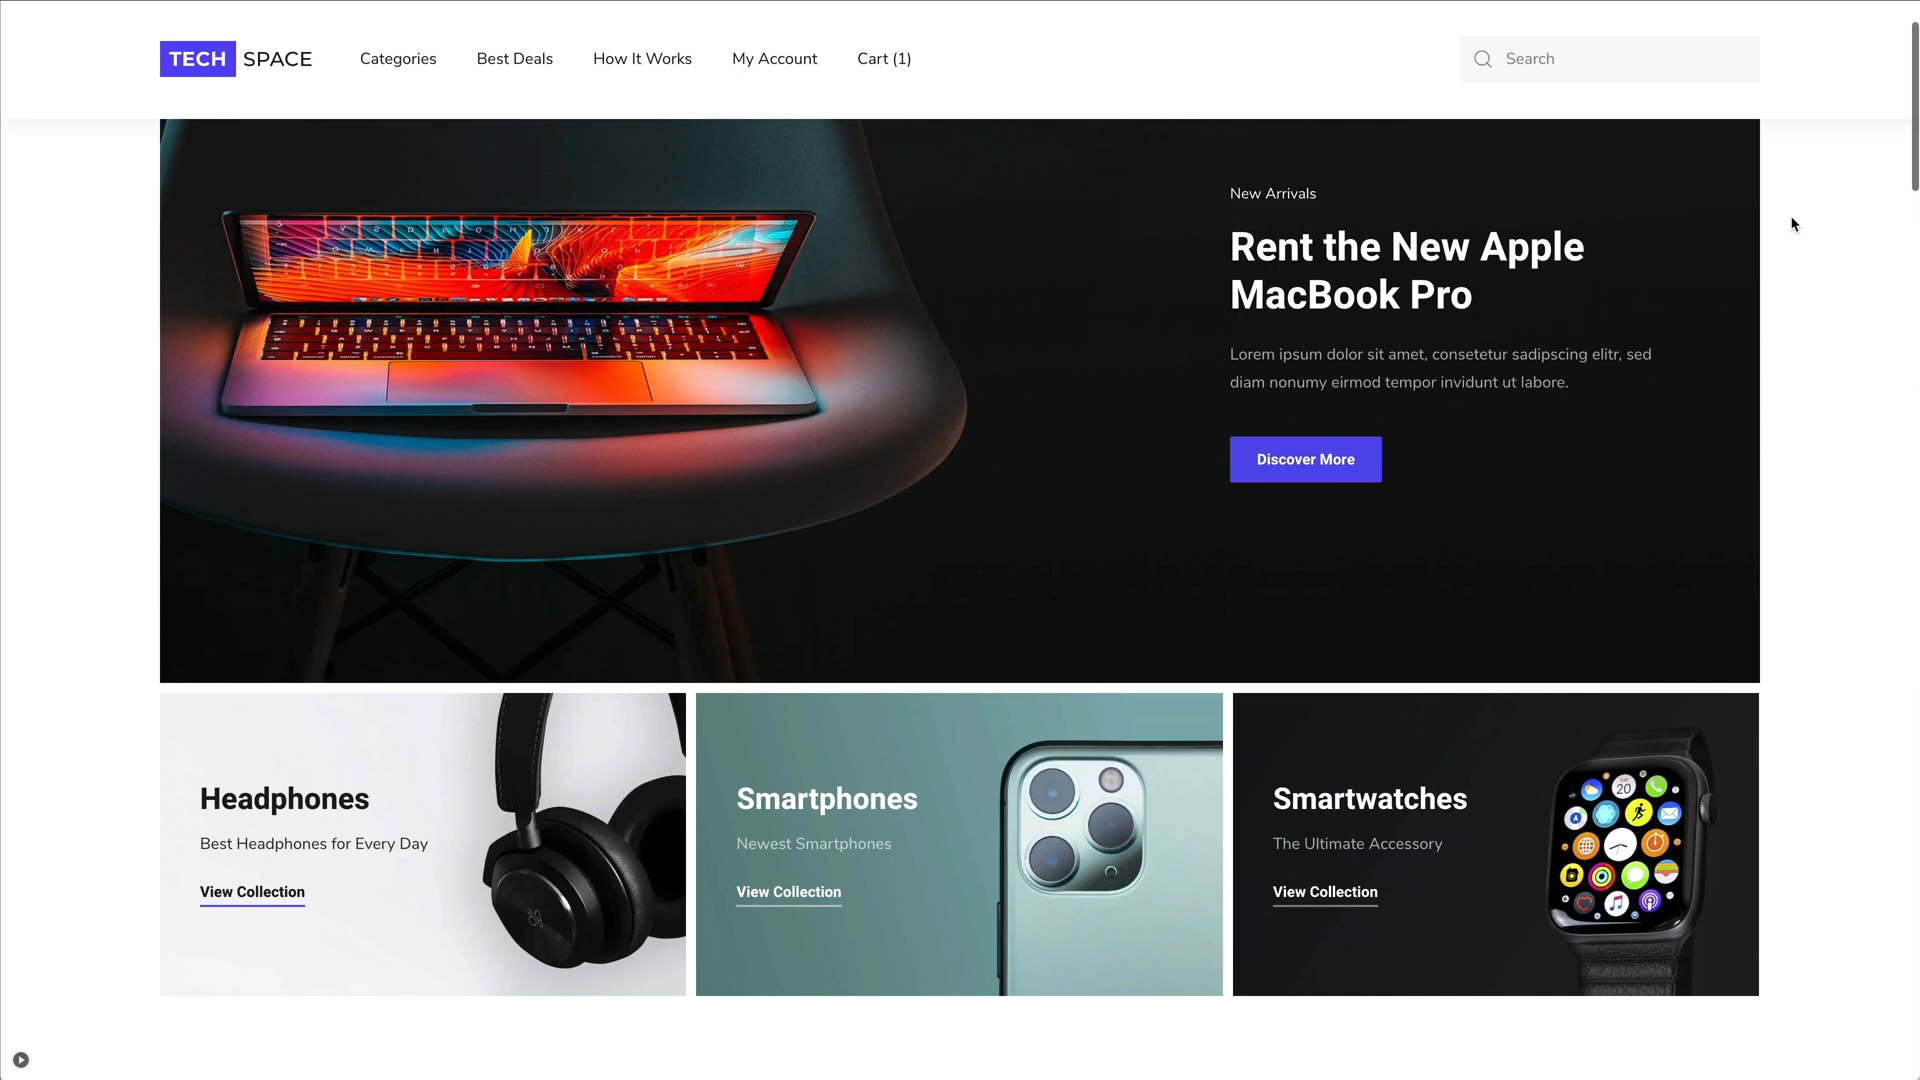 TECH SPACE
Categories
Best Deals
How It Works
My Account
Cart (1)
Search
New Arrivals
Rent the New Apple
MacBook Pro
Lorem ipsum dolor sit amet, consetetur sadipscing elitr, sed
diam nonumy eirmod tempor invidunt ut labore.
Discover More
Headphones
Best Headphones for Every Day
View Collection
Smartphones
Newest Smartphones
View Collection
Smartwatches
The Ultimate Accessory
View Collection
20